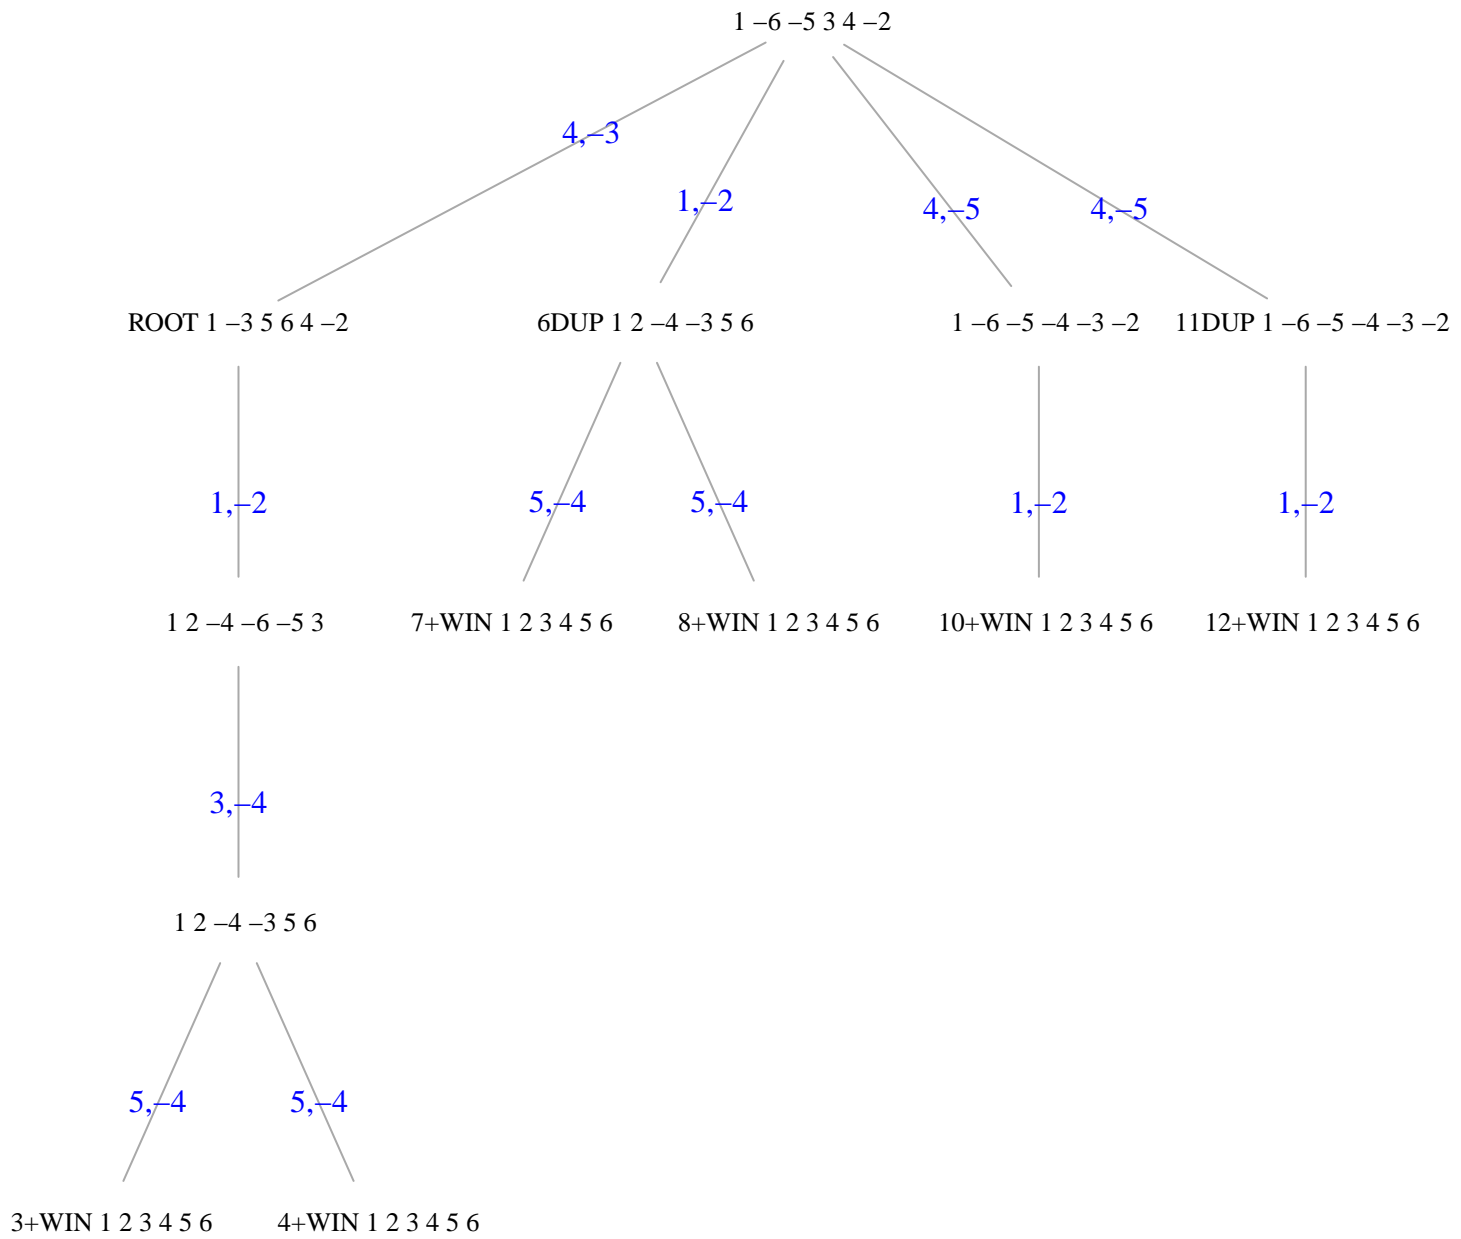 1 –6 –5 3 4 –2
4,–3
1,–2
4,–5
4,–5
ROOT 1 –3 5 6 4 –2
6DUP 1 2 –4 –3 5 6
1 –6 –5 –4 –3 –2
11DUP 1 –6 –5 –4 –3 –2
1,–2
5,–4
5,–4
1,–2
1,–2
1 2 –4 –6 –5 3
7+WIN 1 2 3 4 5 6
8+WIN 1 2 3 4 5 6
10+WIN 1 2 3 4 5 6
12+WIN 1 2 3 4 5 6
3,–4
1 2 –4 –3 5 6
5,–4
5,–4
3+WIN 1 2 3 4 5 6
4+WIN 1 2 3 4 5 6